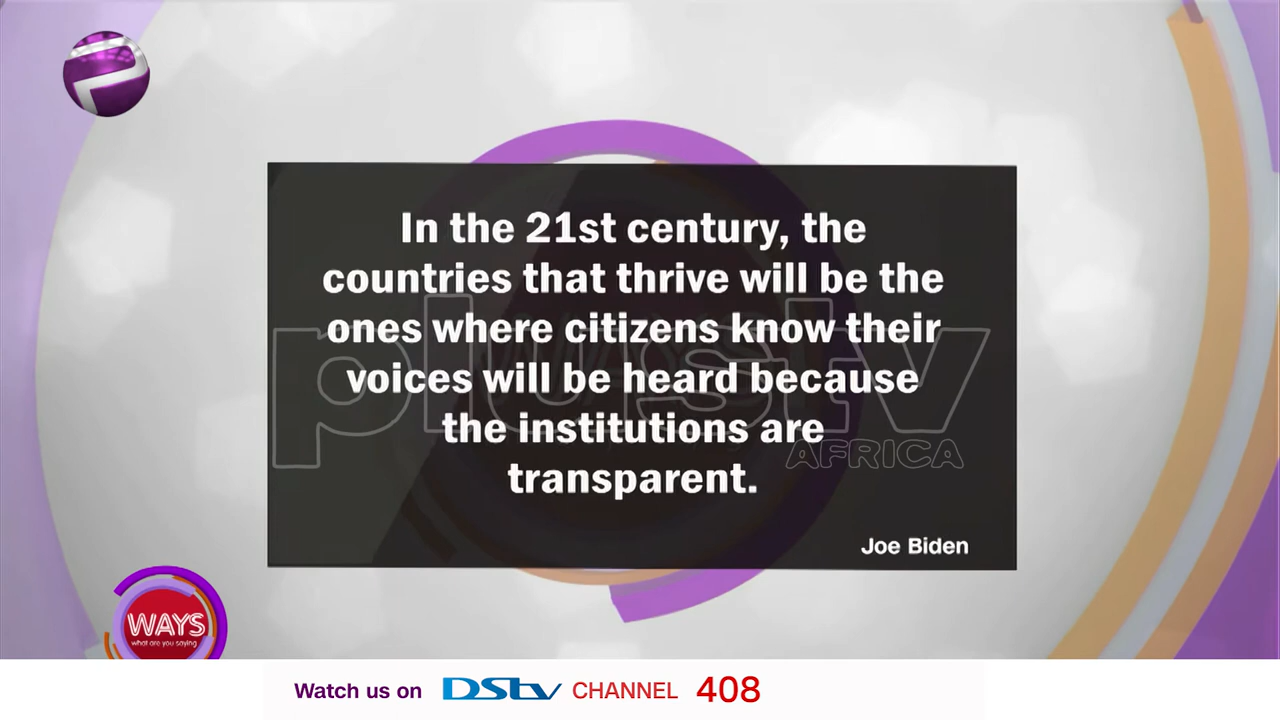 In the 21st century, the
countries that thrive will be the
ones where citizens know their
voices will be heard because
the institutions are
transparent.
Joe Biden
plustv
AFRICA
WAYS
what are you saying
Watch us on DStv CHANNEL 408